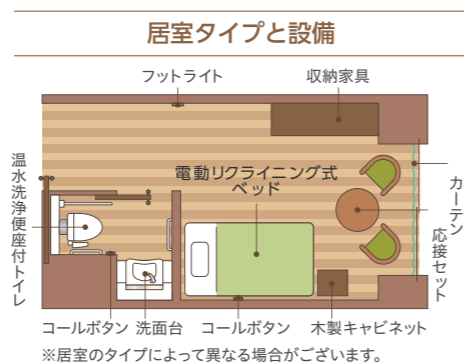 居室タイプと設備
フットライト
収納家具
温水洗浄便座付トイレ
電動リクライニング式
ベッド
カーテン
応接セット
コールボタン
洗面台
コールボタン
木製キャビネット
※居室のタイプによって異なる場合がございます。